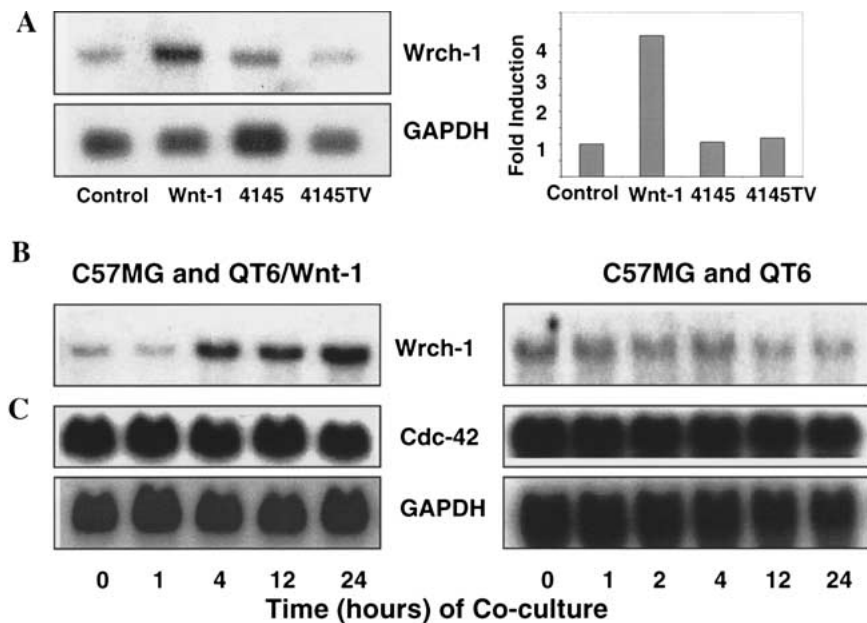 A
Wrch-1
GAPDH
Control Wnt-1 4145 4145TV
Fold Induction
4
3
2
1
Control Wnt-1 4145 4145TV
B
C57MG and QT6/Wnt-1
C57MG and QT6
Wrch-1
C
Cdc-42
GAPDH
0 1 4 12 24
0 1 2 4 12 24
Time (hours) of Co-culture